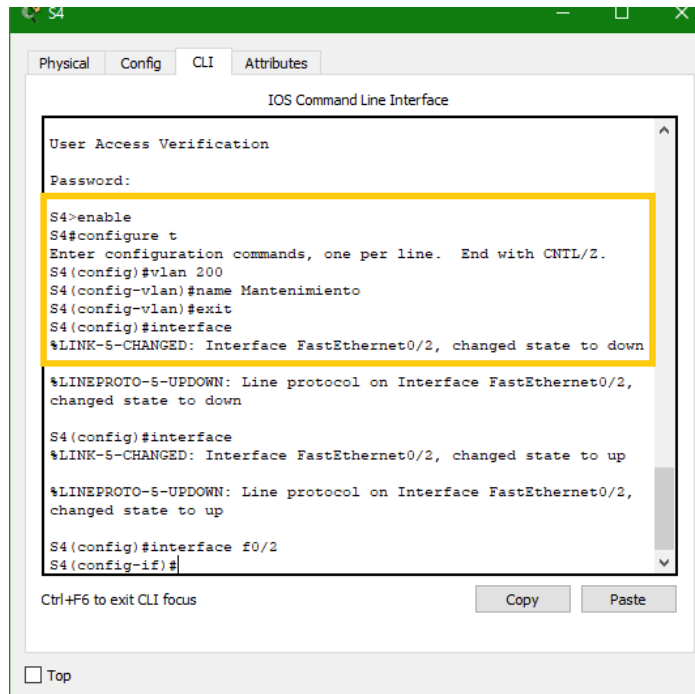 S4
Physical Config CLI Attributes
IOS Command Line Interface
User Access Verification
Password:
S4>enable
S4#configure t
Enter configuration commands, one per line.  End with CNTL/Z.
S4(config)#vlan 200
S4(config-vlan)#name Mantenimiento
S4(config-vlan)#exit
S4(config)#interface
%LINK-5-CHANGED: Interface FastEthernet0/2, changed state to down
%LINEPROTO-5-UPDOWN: Line protocol on Interface FastEthernet0/2,
changed state to down
S4(config)#interface
%LINK-5-CHANGED: Interface FastEthernet0/2, changed state to up
%LINEPROTO-5-UPDOWN: Line protocol on Interface FastEthernet0/2,
changed state to up
S4(config)#interface f0/2
S4(config-if)#
Ctrl+F6 to exit CLI focus
Copy Paste
Top